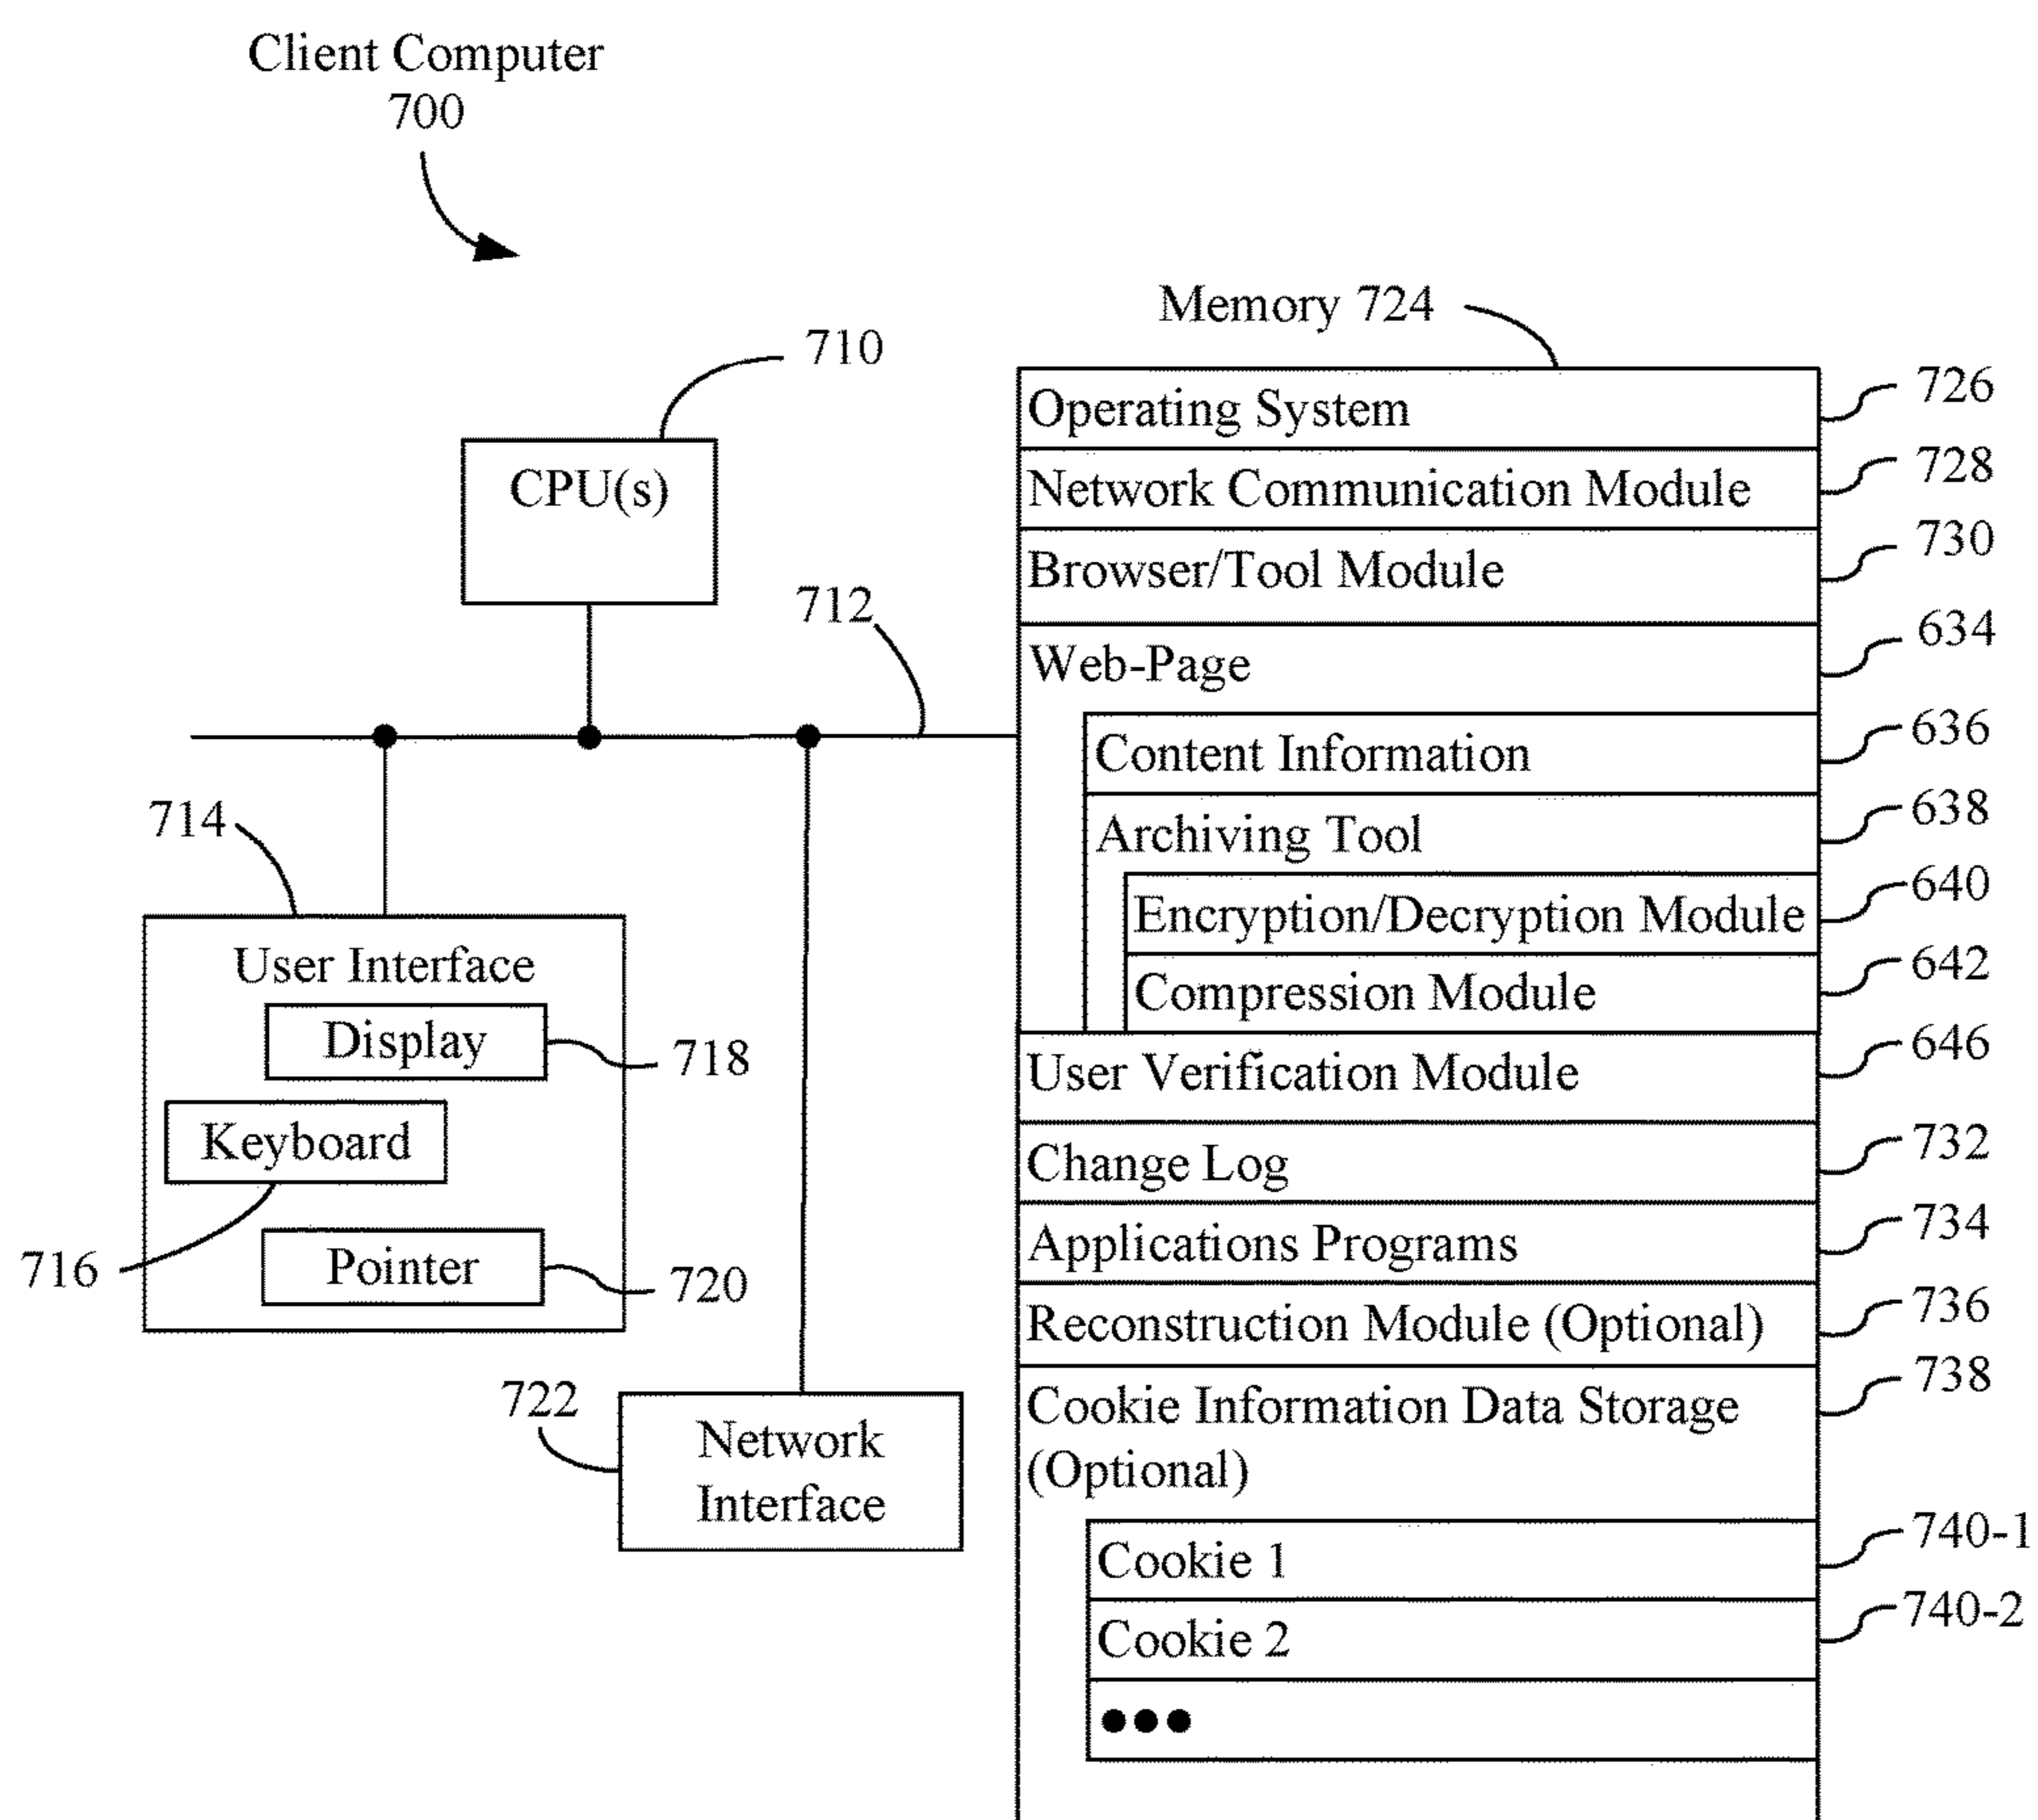 Client Computer
700
710
CPU(s)
712
714
User Interface
Display
718
Keyboard
716
Pointer
720
722
Network
Interface
Memory 724
Operating System
726
Network Communication Module
728
Browser/Tool Module
730
Web-Page
634
Content Information
636
Archiving Tool
638
Encryption/Decryption Module
640
Compression Module
642
User Verification Module
646
Change Log
732
Applications Programs
734
Reconstruction Module (Optional)
736
Cookie Information Data Storage
(Optional)
738
Cookie 1
740-1
Cookie 2
740-2